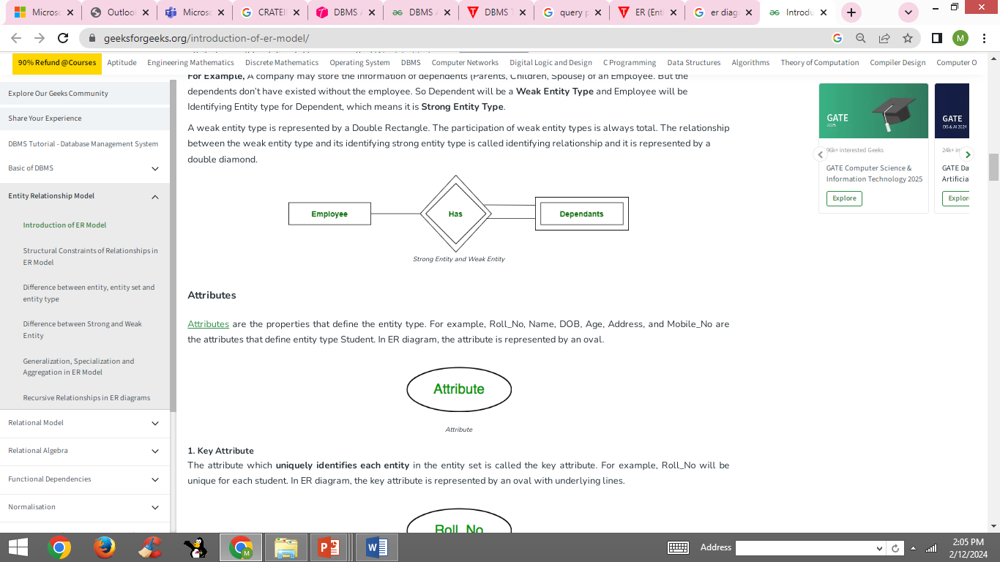 Microso
Outlook
Microso
CRATEI
DBMS A
DBMS A
DBMS T
query p
ER (Enti
er diag
Introdu
geeksforgeeks.org/introduction-of-er-model/
M
90% Refund @Courses
Aptitude
Engineering Mathematics
Discrete Mathematics
Operating System
DBMS
Computer Networks
Digital Logic and Design
C Programming
Data Structures
Algorithms
Theory of Computation
Compiler Design
Computer O
Explore Our Geeks Community
Share Your Experience
DBMS Tutorial - Database Management System
Basic of DBMS
Entity Relationship Model
Introduction of ER Model
Structural Constraints of Relationships in
ER Model
Difference between entity, entity set and
entity type
Difference between Strong and Weak
Entity
Generalization, Specialization and
Aggregation in ER Model
Recursive Relationships in ER diagrams
Relational Model
Relational Algebra
Functional Dependencies
Normalisation
For Example, A company may store the information of dependents (Parents, Children, Spouse) of an Employee. But the
dependents don't have existed without the employee. So Dependent will be a Weak Entity Type and Employee will be
Identifying Entity type for Dependent, which means it is Strong Entity Type.
A weak entity type is represented by a Double Rectangle. The participation of weak entity types is always total. The relationship
between the weak entity type and its identifying strong entity type is called identifying relationship and it is represented by a
double diamond.
Employee
Has
Dependants
Strong Entity and Weak Entity
Attributes
Attributes are the properties that define the entity type. For example, Roll_No, Name, DOB, Age, Address, and Mobile_No are
the attributes that define entity type Student. In ER diagram, the attribute is represented by an oval.
Attribute
Attribute
1. Key Attribute
The attribute which uniquely identifies each entity in the entity set is called the key attribute. For example, Roll_No will be
unique for each student. In ER diagram, the key attribute is represented by an oval with underlying lines.
Roll_No
GATE
2025
96k+ interested Geeks
GATE Computer Science &
Information Technology 2025
Explore
GATE
DS & AI 2024
24k+ in
GATE Da
Artificial
Explore
Address
2:05 PM
2/12/2024